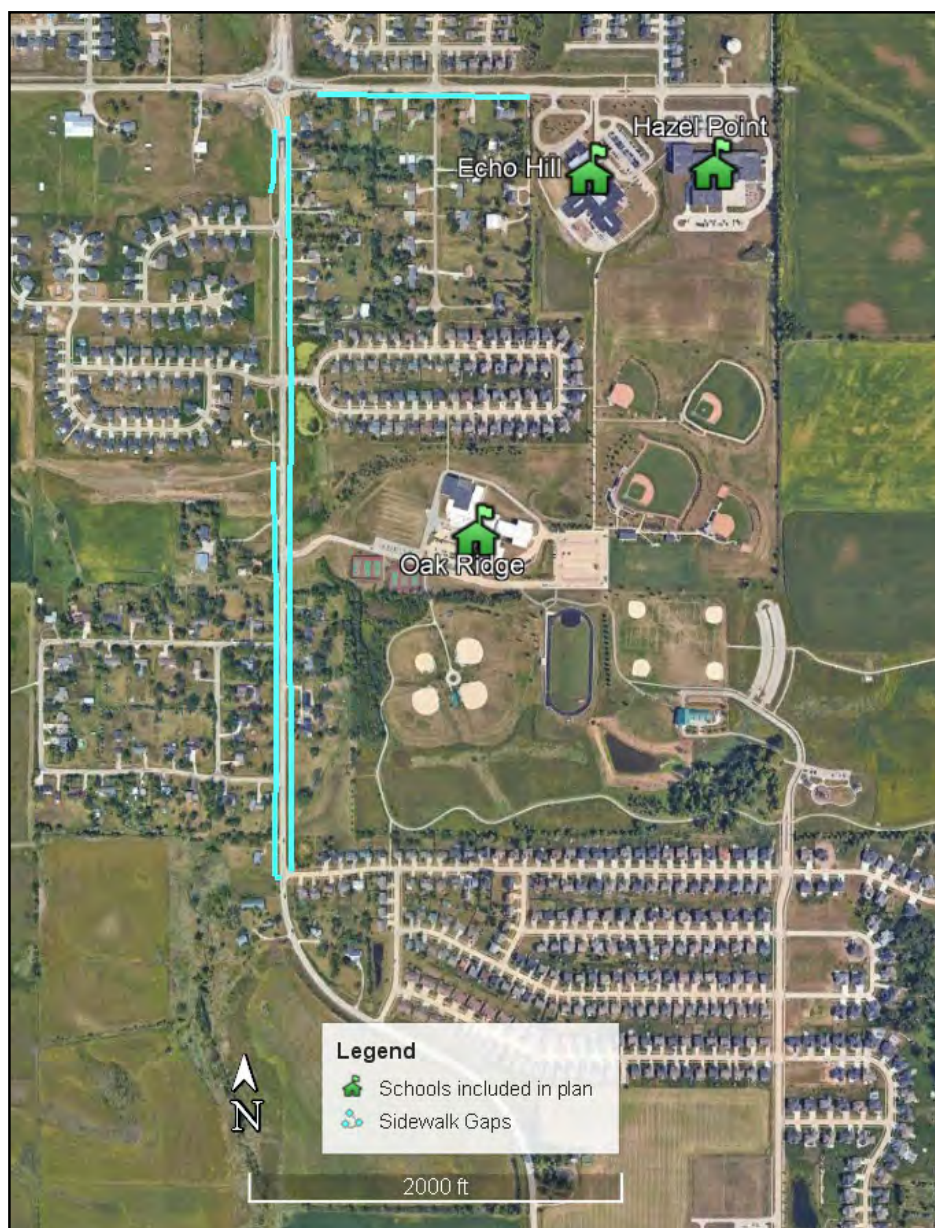 Hazel Point
Echo Hill
Oak Ridge
Legend
Schools included in plan
Sidewalk Gaps
N
2000 ft